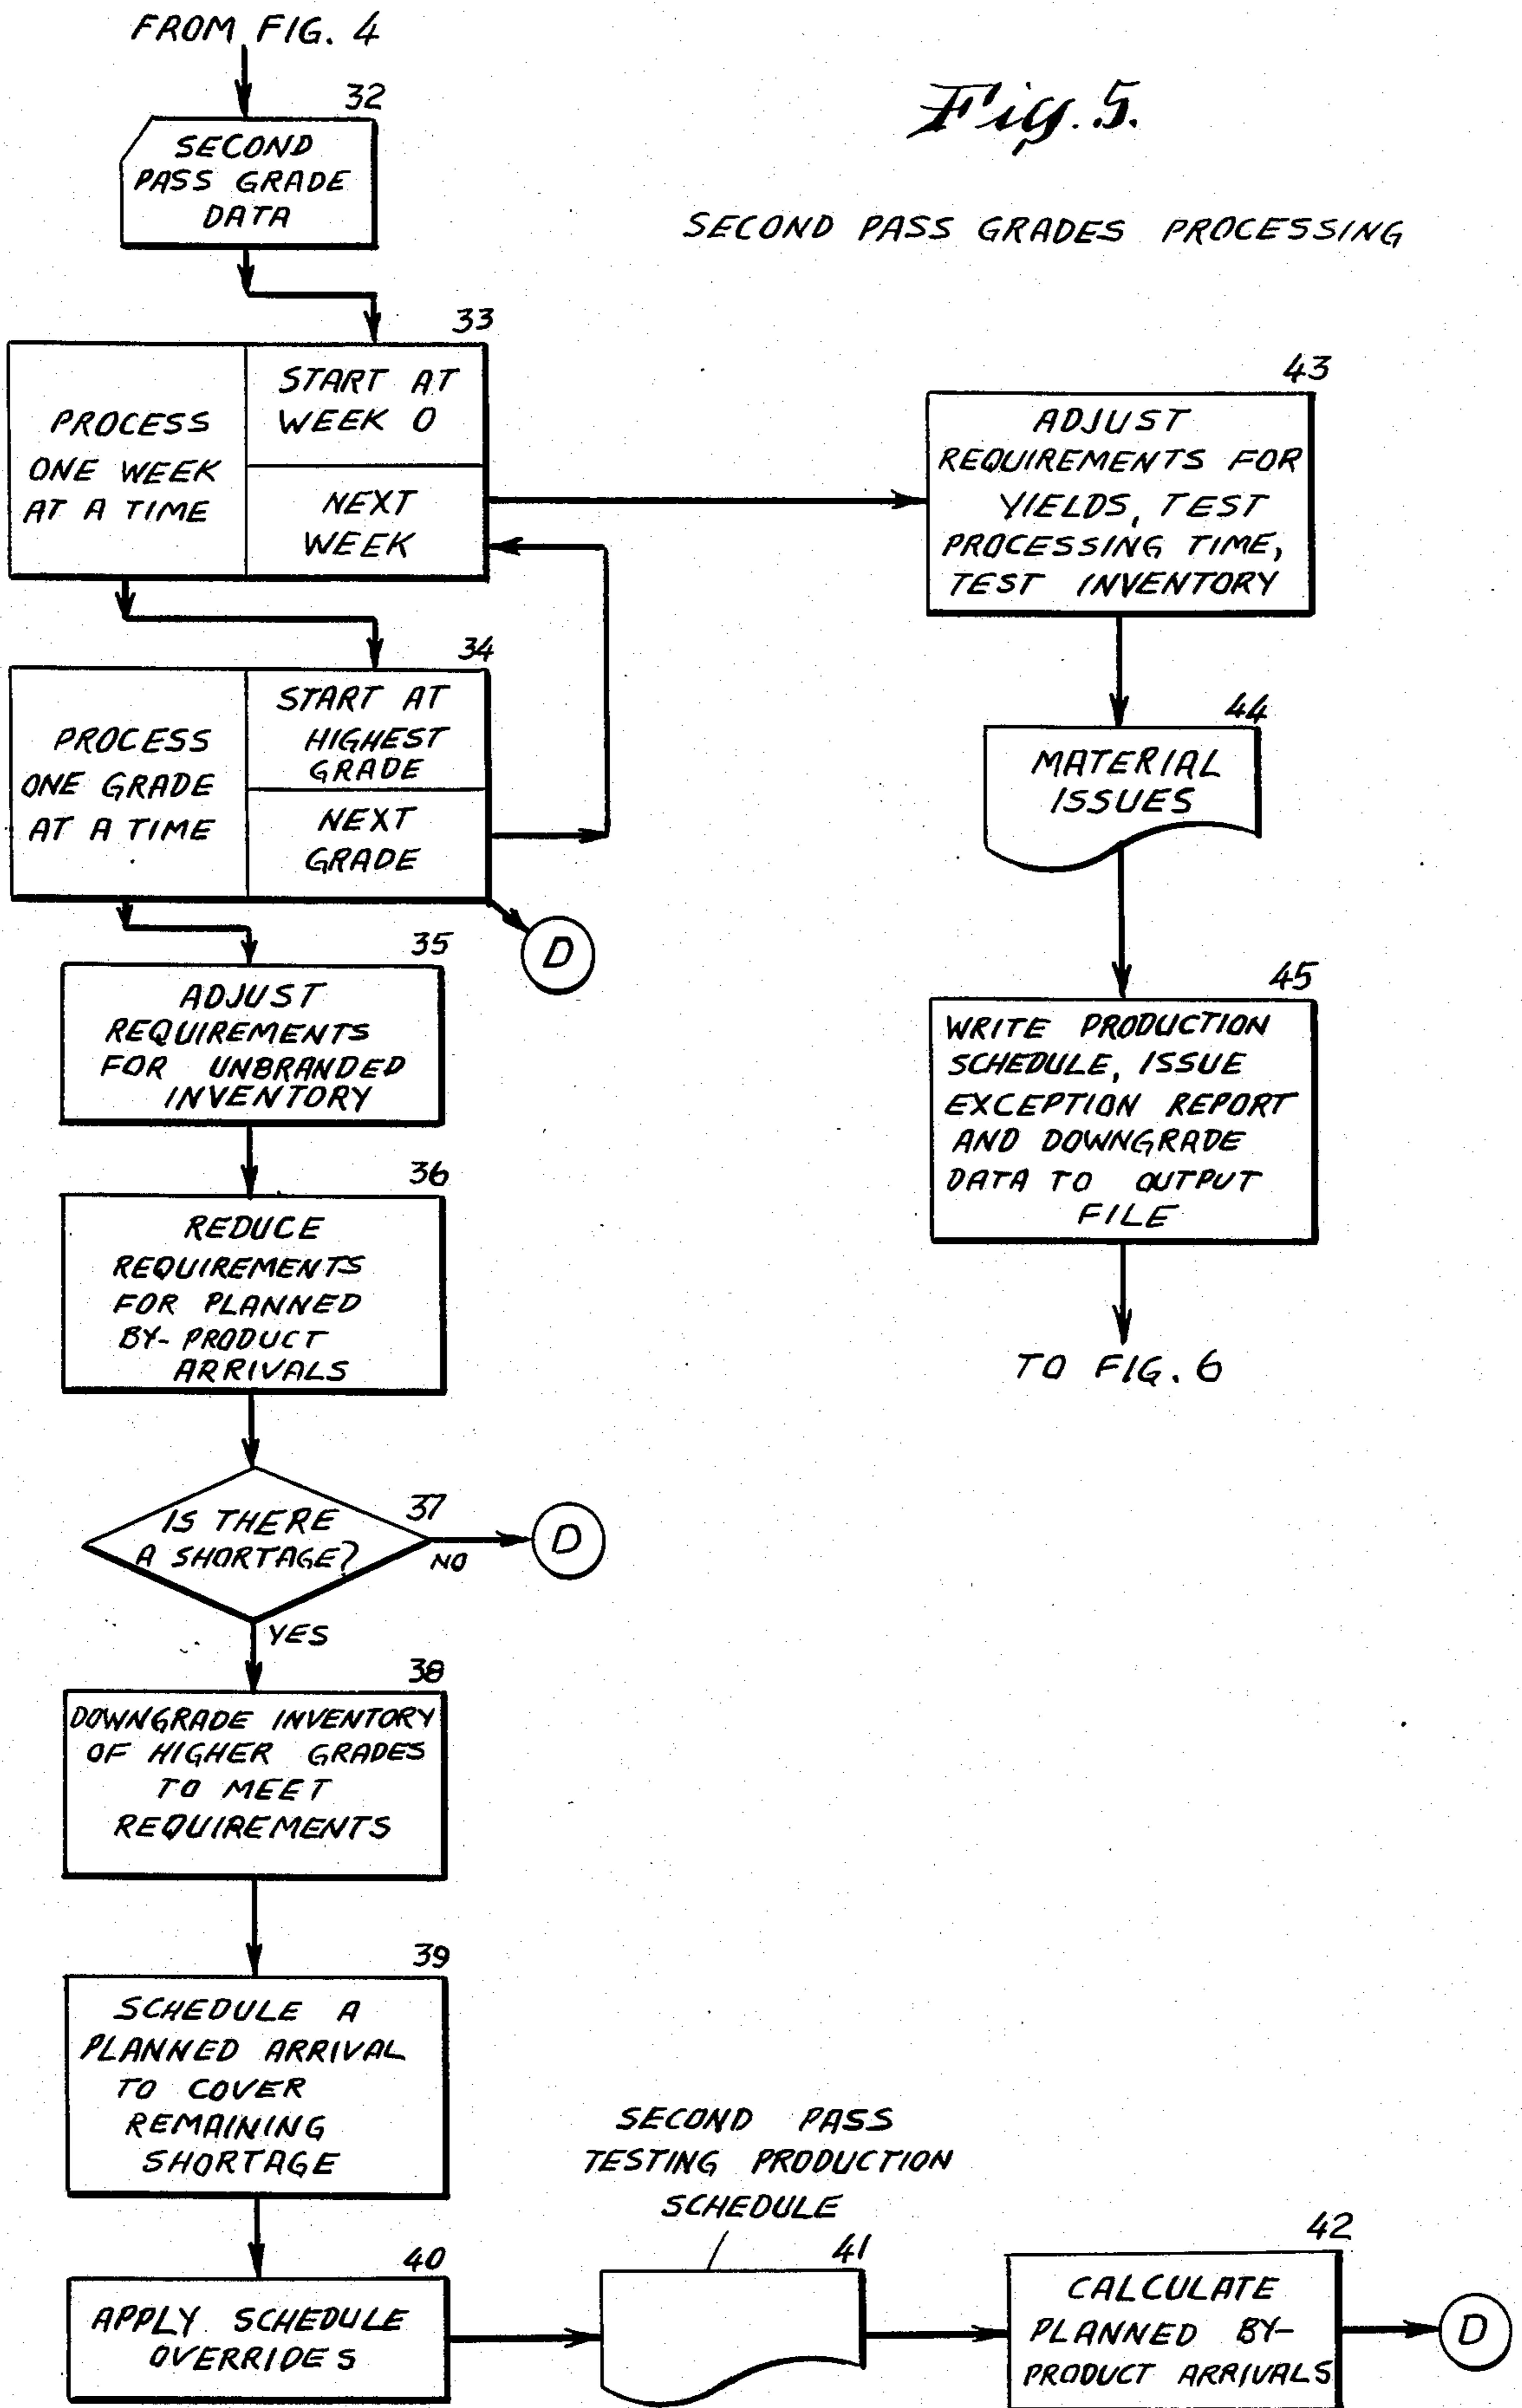 FROM FIG. 4
Fig. 5.
SECOND PASS GRADES PROCESSING
32
SECOND
PASS GRADE
DATA
33
PROCESS
ONE WEEK
AT A TIME
START AT
WEEK 0
NEXT
WEEK
34
PROCESS
ONE GRADE
AT A TIME
START AT
HIGHEST
GRADE
NEXT
GRADE
D
35
ADJUST
REQUIREMENTS
FOR UNBRANDED
INVENTORY
36
REDUCE
REQUIREMENTS
FOR PLANNED
BY-PRODUCT
ARRIVALS
37
IS THERE
A SHORTAGE?
NO
D
YES
38
DOWNGRADE INVENTORY
OF HIGHER GRADES
TO MEET
REQUIREMENTS
39
SCHEDULE A
PLANNED ARRIVAL
TO COVER
REMAINING
SHORTAGE
40
APPLY SCHEDULE
OVERRIDES
SECOND PASS
TESTING PRODUCTION
SCHEDULE
41
42
CALCULATE
PLANNED BY-
PRODUCT ARRIVALS
D
43
ADJUST
REQUIREMENTS FOR
YIELDS, TEST
PROCESSING TIME,
TEST INVENTORY
44
MATERIAL
ISSUES
45
WRITE PRODUCTION
SCHEDULE, ISSUE
EXCEPTION REPORT
AND DOWNGRADE
DATA TO OUTPUT
FILE
TO FIG. 6